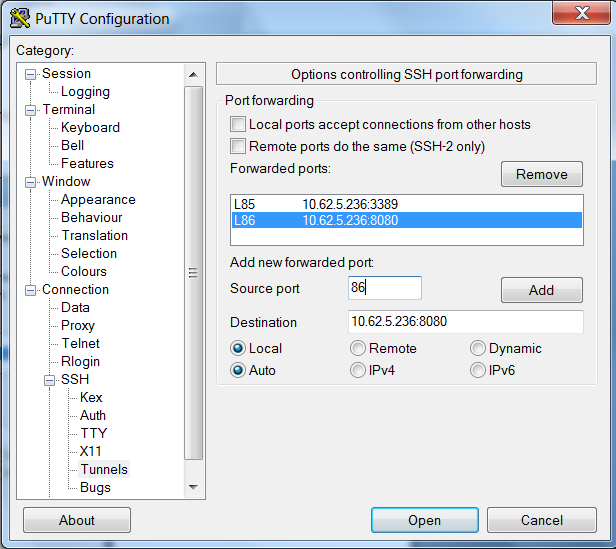 PuTTY Configuration
Category:
Session
Logging
Terminal
Keyboard
Bell
Features
Window
Appearance
Behaviour
Translation
Selection
Colours
Connection
Data
Proxy
Telnet
Rlogin
SSH
Kex
Auth
TTY
X11
Tunnels
Bugs
Options controlling SSH port forwarding
Port forwarding
Local ports accept connections from other hosts
Remote ports do the same (SSH-2 only)
Forwarded ports: Remove
L85 10.62.5.236:3389
L86 10.62.5.236:8080
Add new forwarded port:
Source port 86 Add
Destination 10.62.5.236:8080
Local Remote Dynamic
Auto IPv4 IPv6
About Open Cancel